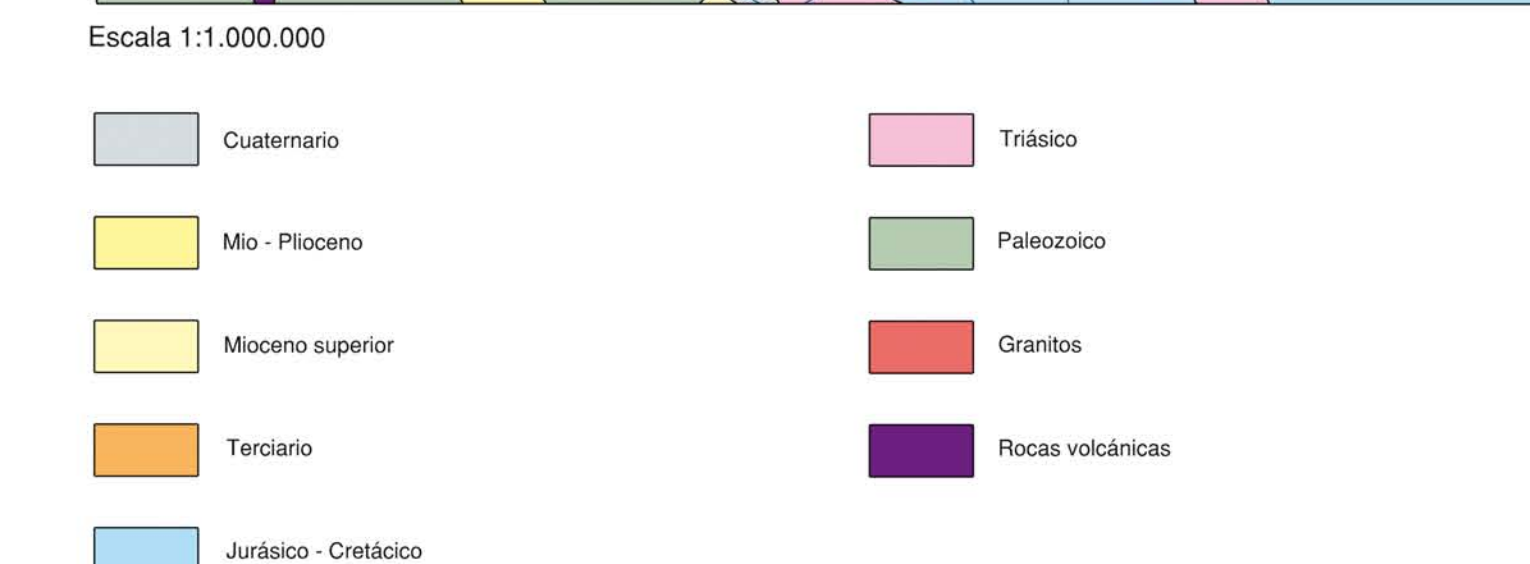 Escala 1:1.000.000
Cuaternario
Mio - Plioceno
Mioceno superior
Terciario
Jurásico - Cretácico
Triásico
Paleozoico
Granitos
Rocas volcánicas